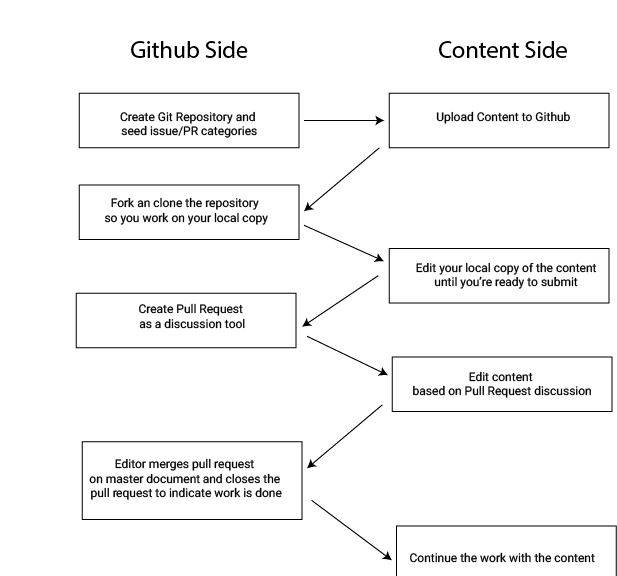 Github Side
Content Side
Create Git Repository and
seed issue/PR categories
Upload Content to Github
Fork an clone the repository
so you work on your local copy
Edit your local copy of the content
until you're ready to submit
Create Pull Request
as a discussion tool
Edit content
based on Pull Request discussion
Editor merges pull request
on master document and closes the
pull request to indicate work is done
Continue the work with the content